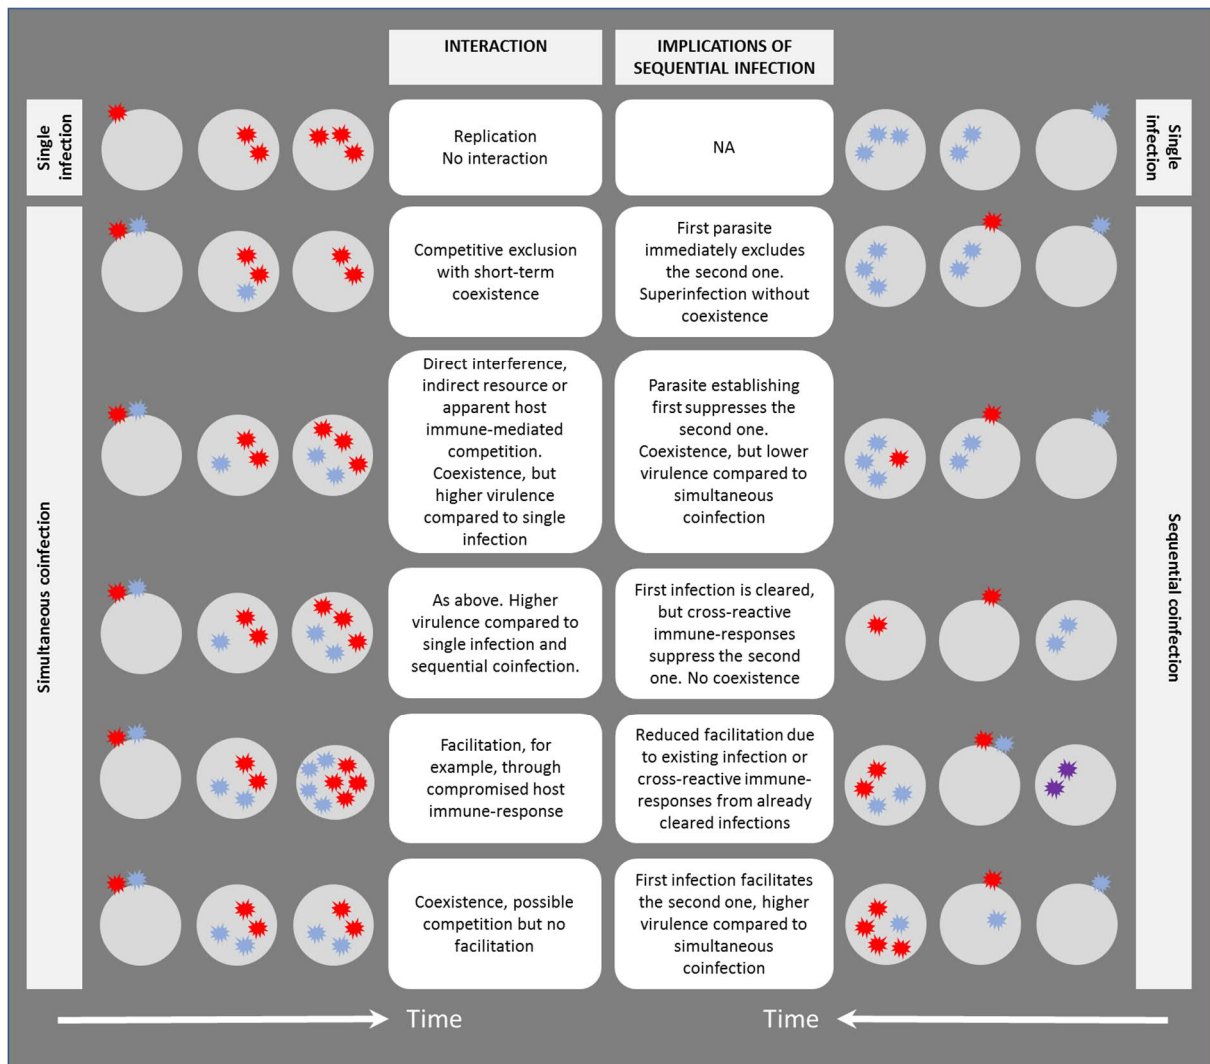 INTERACTION
IMPLICATIONS OF
SEQUENTIAL INFECTION
Single
infection
Replication
No interaction
NA
Single
infection
Simultaneous coinfection
Competitive exclusion
with short-term
coexistence
First parasite
immediately excludes
the second one.
Superinfection without
coexistence
Direct interference,
indirect resource or
apparent host
immune-mediated
competition.
Coexistence, but
higher virulence
compared to single
infection
Parasite establishing
first suppresses the
second one.
Coexistence, but lower
virulence compared to
simultaneous
coinfection
As above. Higher
virulence compared to
single infection and
sequential coinfection.
First infection is cleared,
but cross-reactive
immune-responses
suppress the second
one. No coexistence
Facilitation, for
example, through
compromised host
immune-response
Reduced facilitation due
to existing infection or
cross-reactive immune-
responses from already
cleared infections
Coexistence, possible
competition but no
facilitation
First infection facilitates
the second one, higher
virulence compared to
simultaneous
coinfection
Sequential coinfection
Time
Time